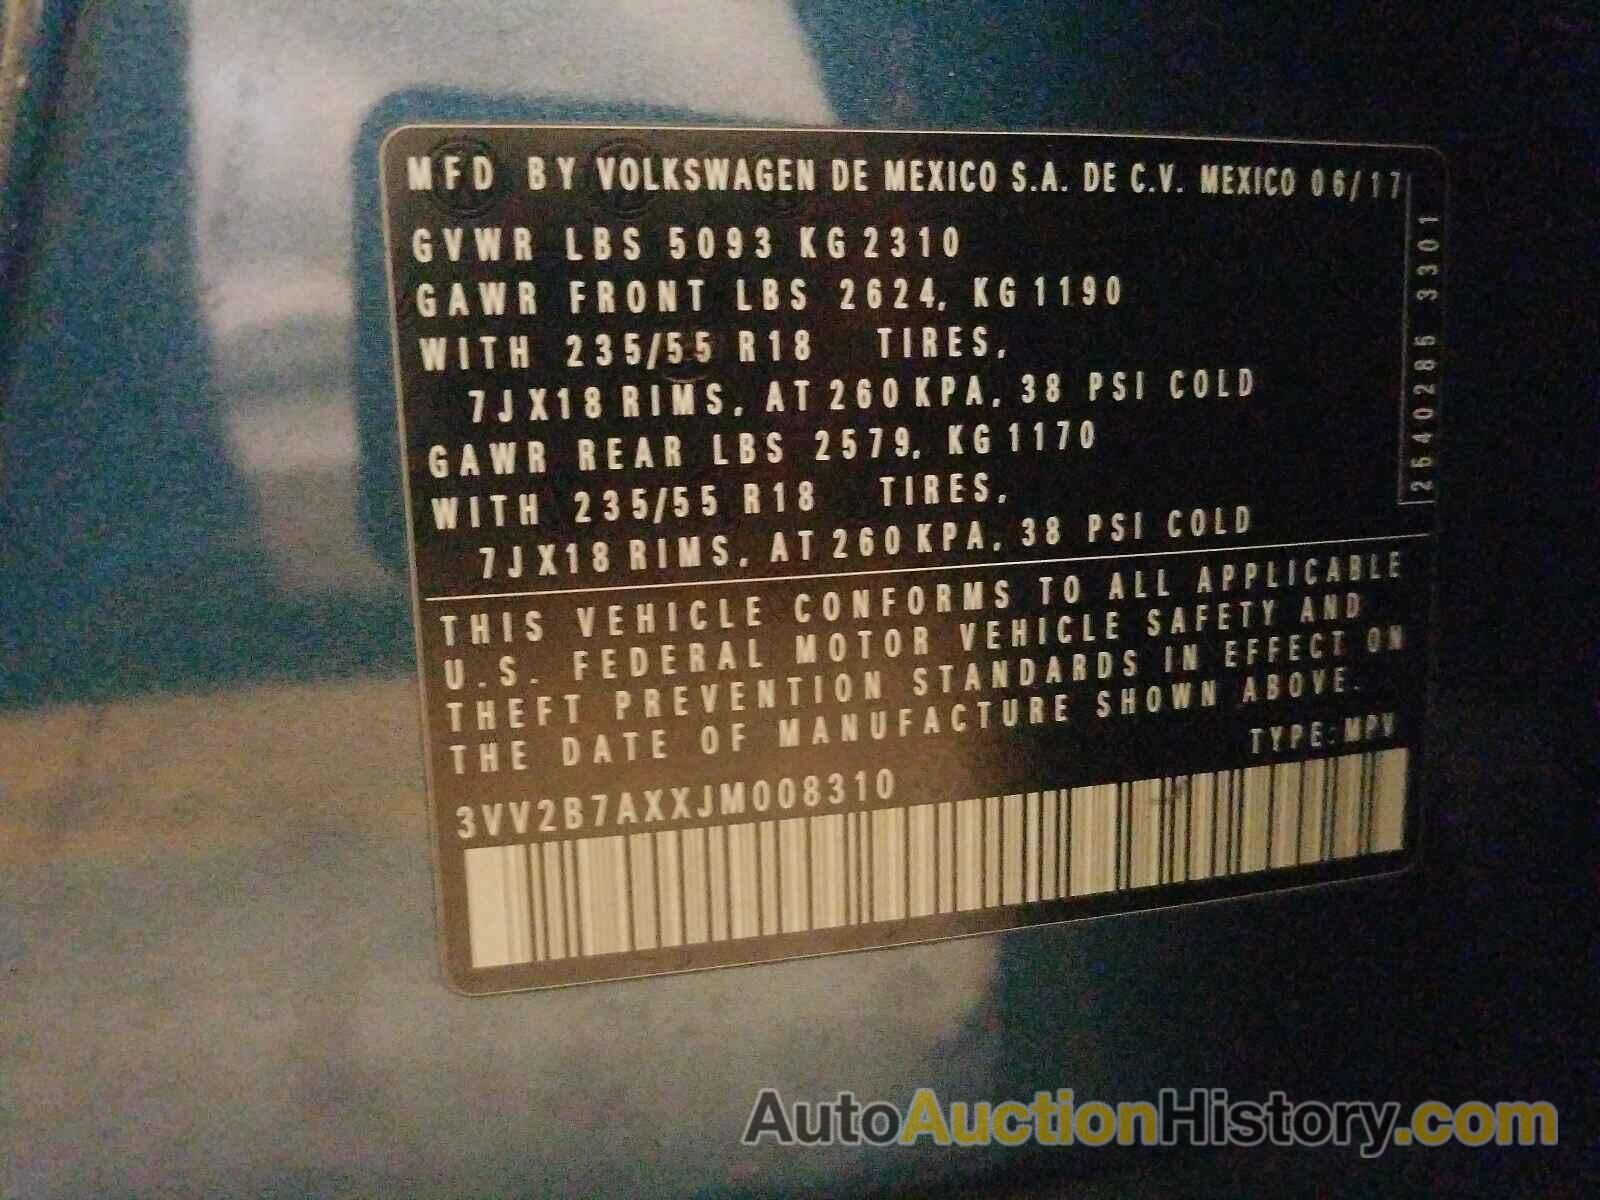 MFD BY VOLKSWAGEN DE MEXICO S.A. DE C.V. MEXICO 06/17
GVWR LBS 5093 KG 2310
GAWR FRONT LBS 2624, KG 1190
WITH 235/55 R18 TIRES,
7JX18 RIMS, AT 260 KPA, 38 PSI COLD
GAWR REAR LBS 2579, KG 1170
WITH 235/55 R18 TIRES,
7JX18 RIMS, AT 260 KPA, 38 PSI COLD
2640285 3301
THIS VEHICLE CONFORMS TO ALL APPLICABLE
U.S. FEDERAL MOTOR VEHICLE SAFETY AND
THEFT PREVENTION STANDARDS IN EFFECT ON
THE DATE OF MANUFACTURE SHOWN ABOVE.
TYPE:MPV
3VV2B7AXXJM008310
AutoAuctionHistory.com